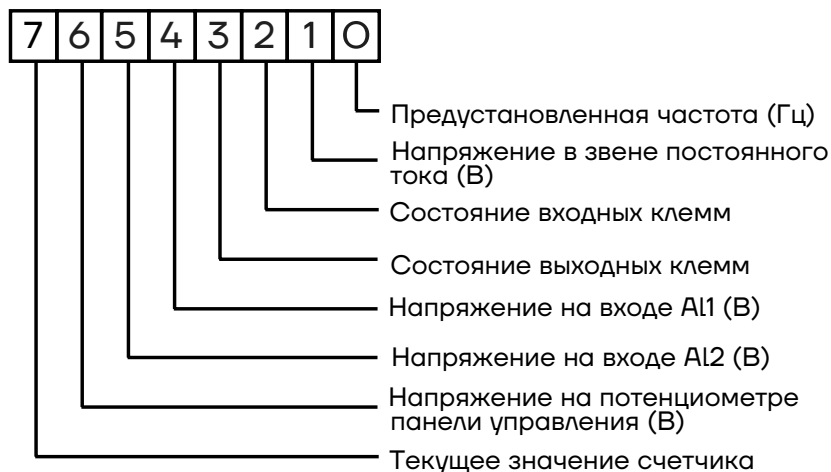 7 6 5 4 3 2 1 0
Предустановленная частота (Гц)
Напряжение в звене постоянного
тока (В)
Состояние входных клемм
Состояние выходных клемм
Напряжение на входе AI1 (В)
Напряжение на входе AI2 (В)
Напряжение на потенциометре
панели управления (В)
Текущее значение счетчика